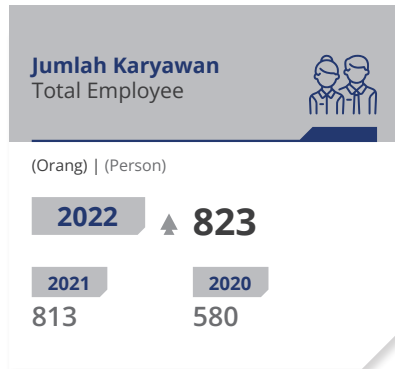 Jumlah Karyawan
Total Employee
(Orang) | (Person)
2022 823
2021 2020
813 580